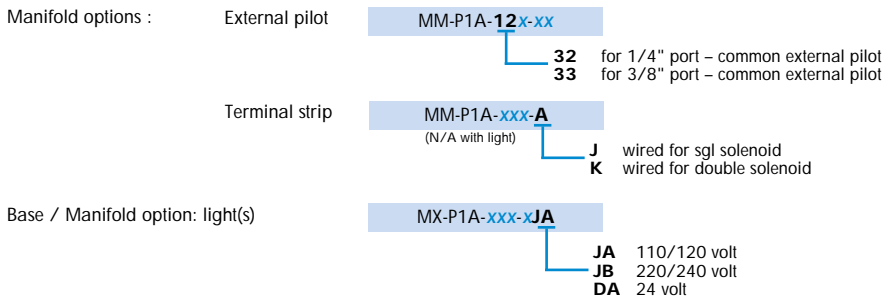 Manifold options : External pilot MM-P1A-12x-xx
32 for 1/4" port – common external pilot
33 for 3/8" port – common external pilot
Terminal strip MM-P1A-xxx-A
(N/A with light)
J wired for sgl solenoid
K wired for double solenoid
Base / Manifold option: light(s) MX-P1A-xxx-xJA
JA 110/120 volt
JB 220/240 volt
DA 24 volt